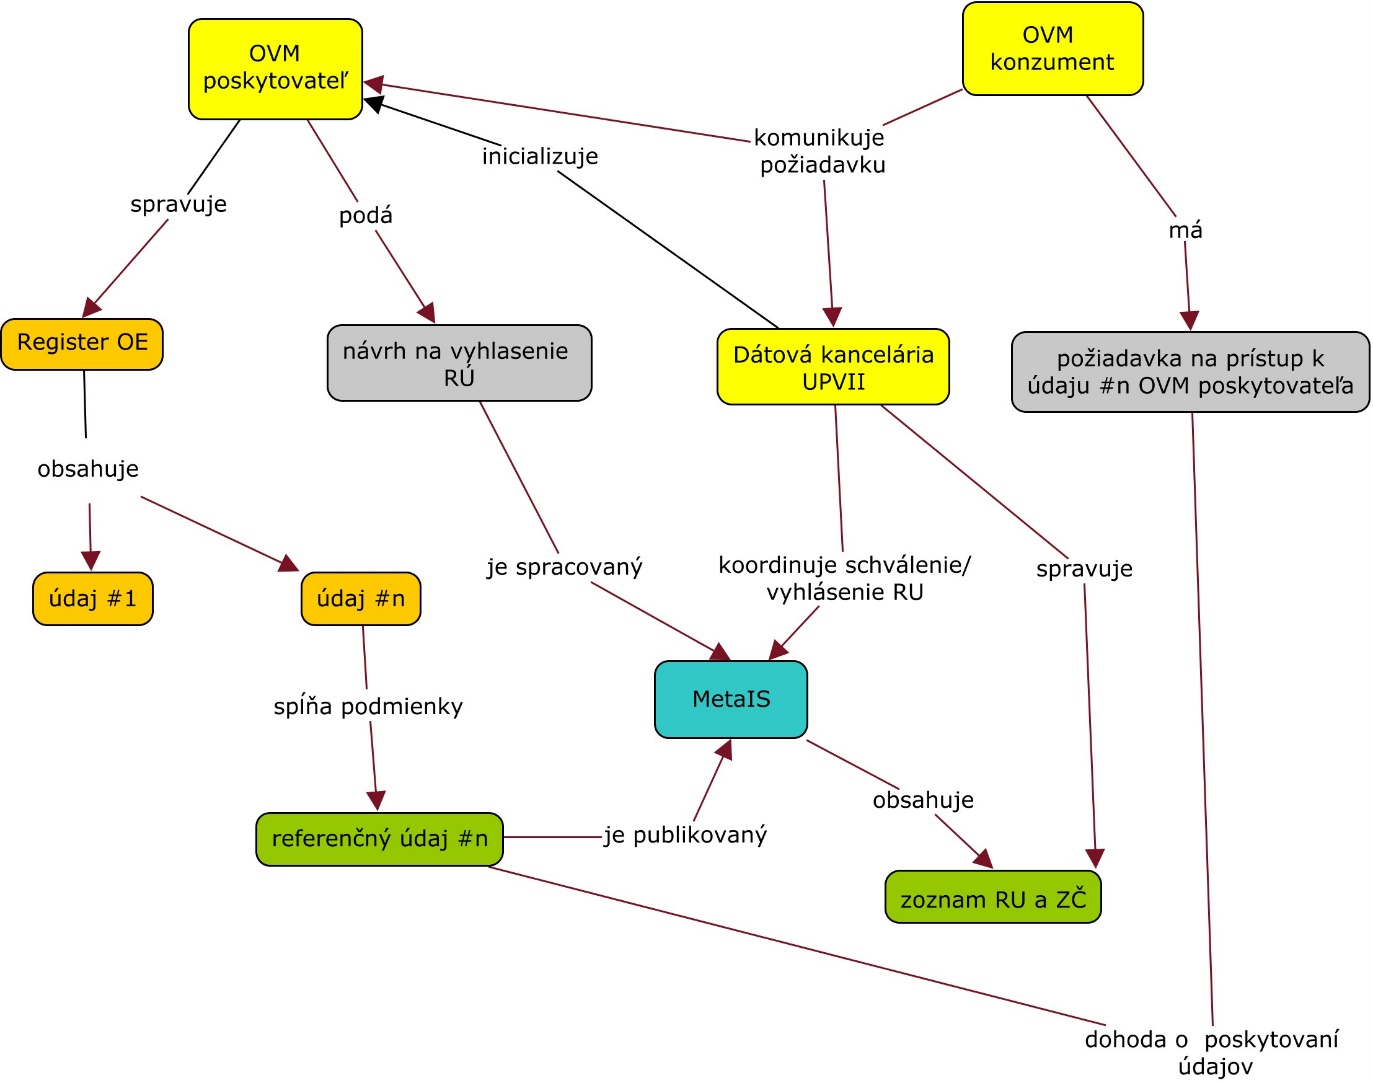 OVM
poskytovateľ
OVM
konzument
komunikuje
požiadavku
inicializuje
spravuje
podá
má
Register OE
návrh na vyhlasenie
RÚ
Dátová kancelária
UPVII
požiadavka na prístup k
údaju #n OVM poskytovateľa
obsahuje
je spracovaný
koordinuje schválenie/
vyhlásenie RU
spravuje
údaj #1
údaj #n
spĺňa podmienky
MetaIS
obsahuje
referenčný údaj #n
je publikovaný
zoznam RU a ZČ
dohoda o  poskytovaní
údajov